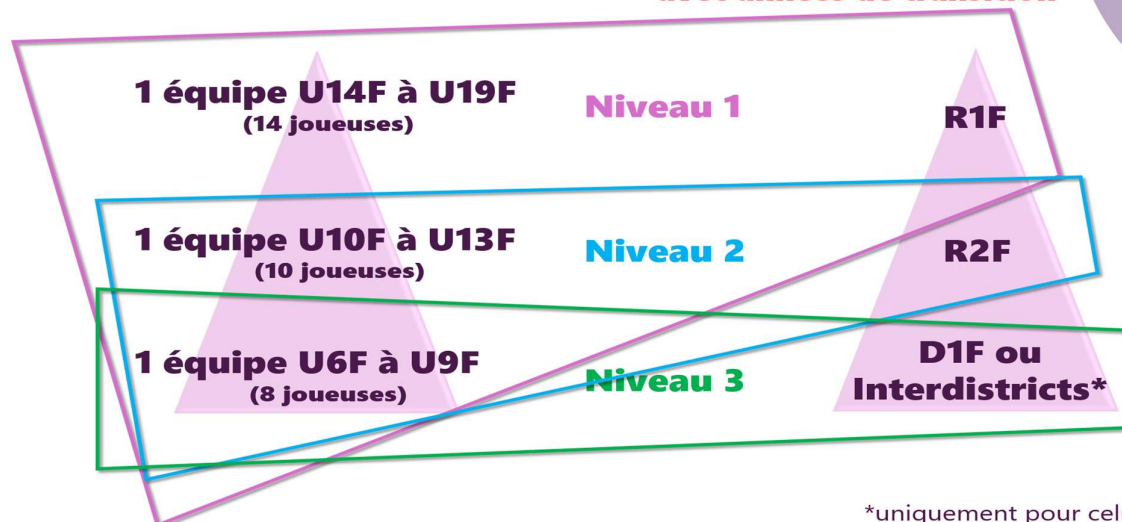 1 équipe U14F à U19F
(14 joueuses)
Niveau 1
R1F
1 équipe U10F à U13F
(10 joueuses)
Niveau 2
R2F
1 équipe U6F à U9F
(8 joueuses)
Niveau 3
D1F ou
Interdistricts*
*uniquement pour